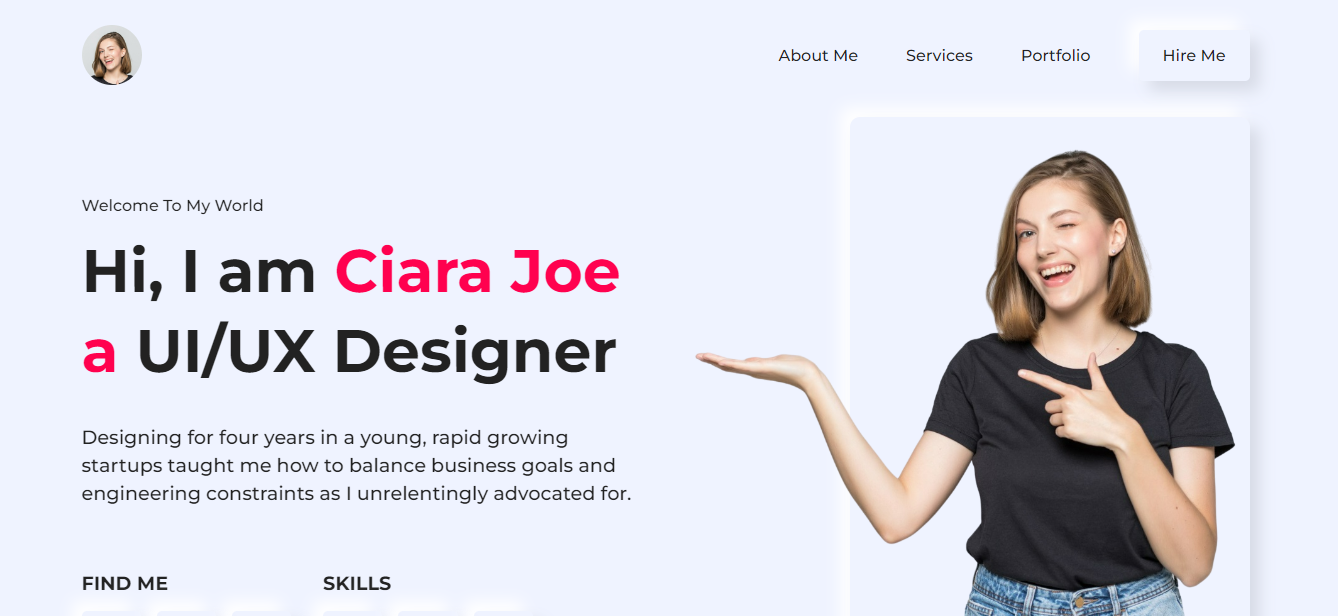 About Me
Services
Portfolio
Hire Me
Welcome To My World
Hi, I am Ciara Joe
a UI/UX Designer
Designing for four years in a young, rapid growing
startups taught me how to balance business goals and
engineering constraints as I unrelentingly advocated for.
FIND ME
SKILLS